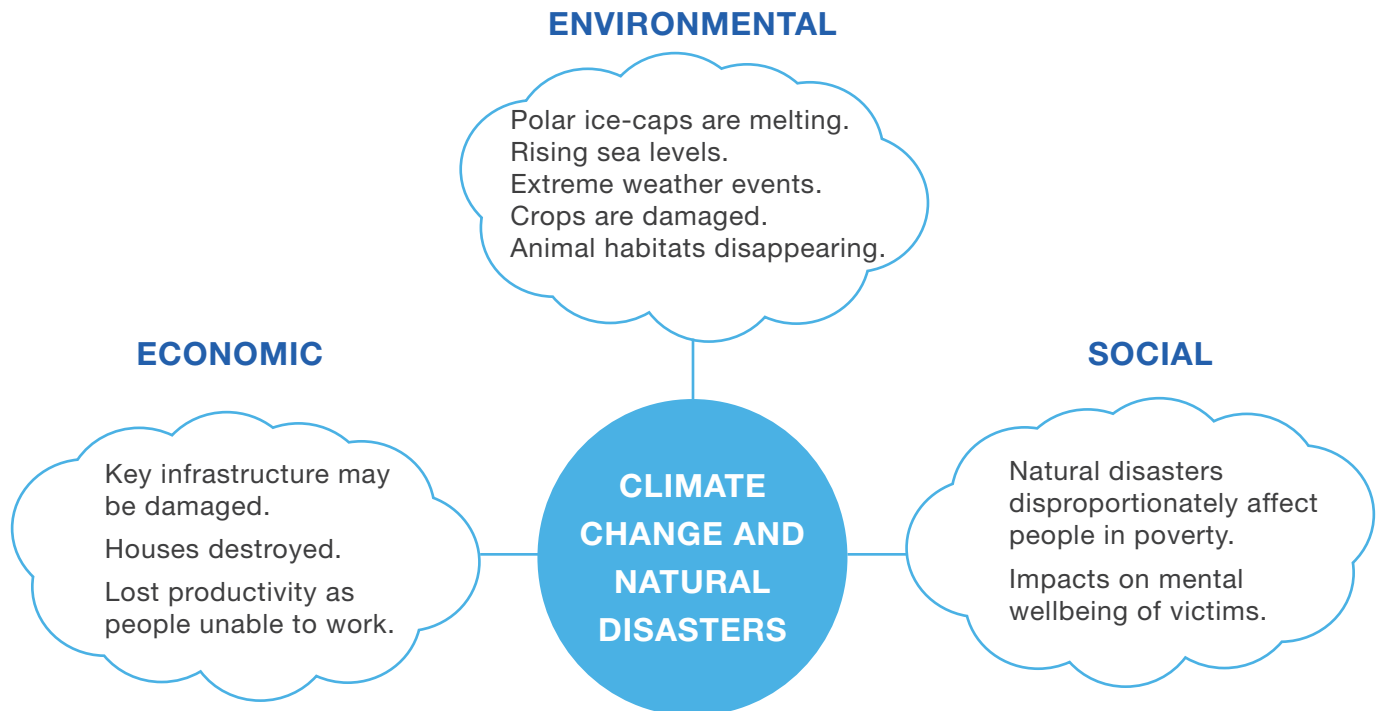 ENVIRONMENTAL
Polar ice-caps are melting.
Rising sea levels.
Extreme weather events.
Crops are damaged.
Animal habitats disappearing.
ECONOMIC
Key infrastructure may
be damaged.
Houses destroyed.
Lost productivity as
people unable to work.
CLIMATE
CHANGE AND
NATURAL
DISASTERS
SOCIAL
Natural disasters
disproportionately affect
people in poverty.
Impacts on mental
wellbeing of victims.